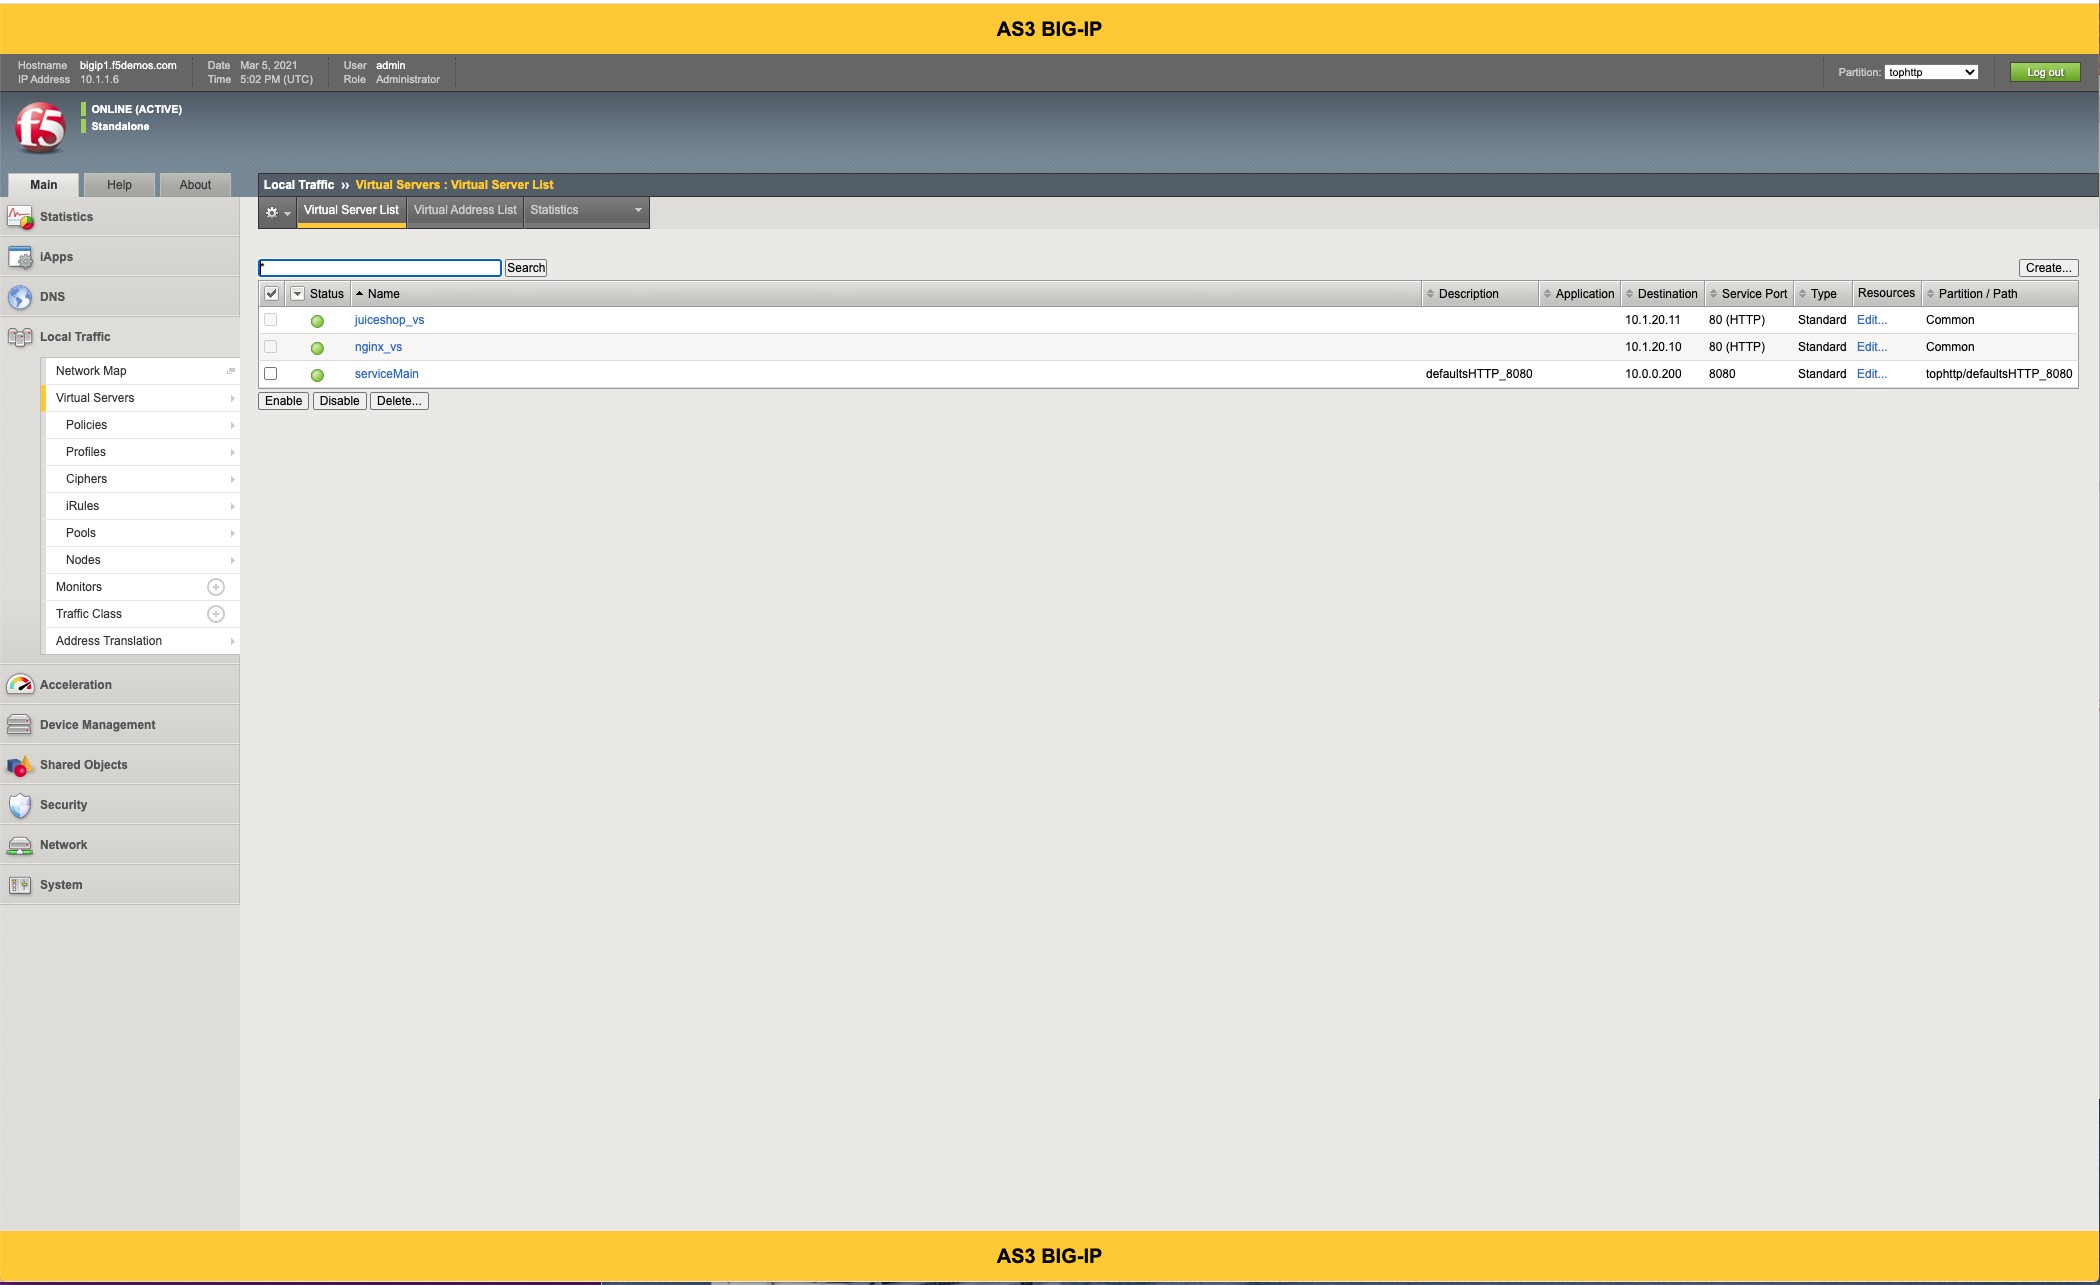 AS3 BIG-IP
Hostname bigip1.f5demos.com Date Mar 5, 2021 User admin
IP Address 10.1.1.6 Time 5:02 PM (UTC) Role Administrator
Partition: tophttp Log out
f5
ONLINE (ACTIVE)
Standalone
Main Help About
Local Traffic ›› Virtual Servers : Virtual Server List
Virtual Server List Virtual Address List Statistics
Statistics
iApps
DNS
Local Traffic
Network Map
Virtual Servers
Policies
Profiles
Ciphers
iRules
Pools
Nodes
Monitors
Traffic Class
Address Translation
Acceleration
Device Management
Shared Objects
Security
Network
System
* Search Create...
Status Name Description Application Destination Service Port Type Resources Partition / Path
juiceshop_vs 10.1.20.11 80 (HTTP) Standard Edit... Common
nginx_vs 10.1.20.10 80 (HTTP) Standard Edit... Common
serviceMain defaultsHTTP_8080 10.0.0.200 8080 Standard Edit... tophttp/defaultsHTTP_8080
Enable Disable Delete...
AS3 BIG-IP